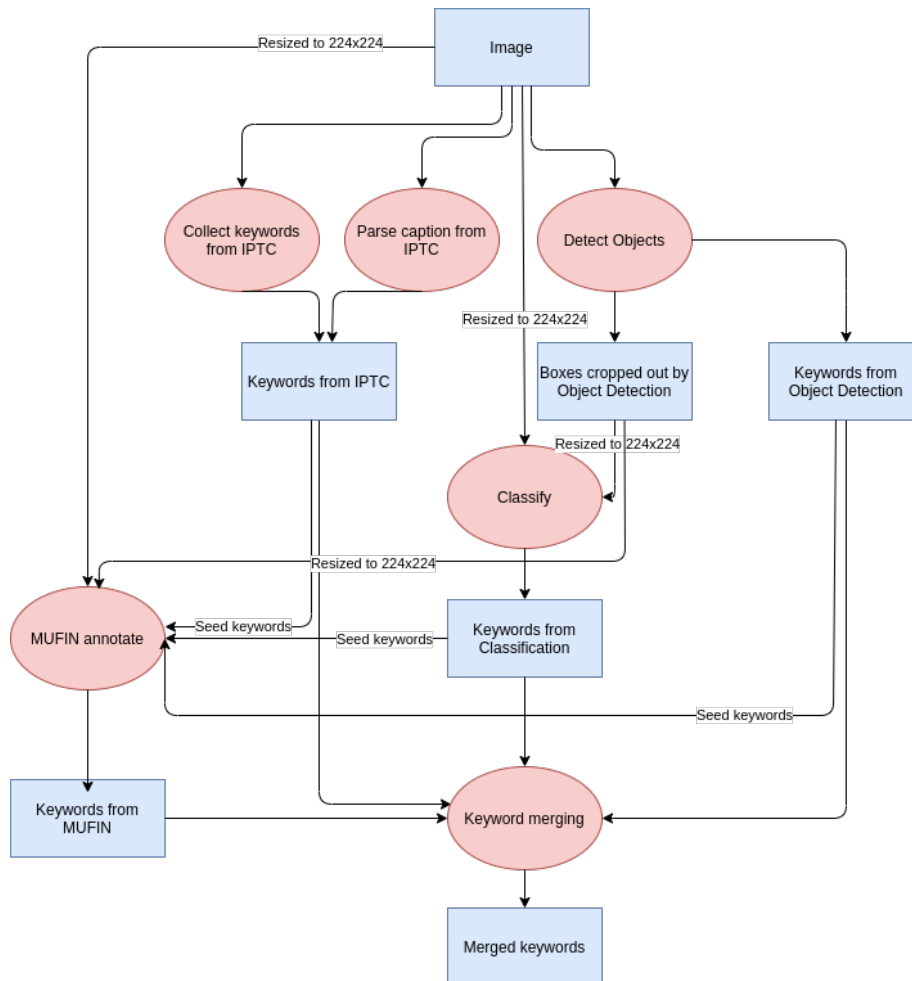 Resized to 224x224
Image
Collect keywords
from IPTC
Parse caption from
IPTC
Detect Objects
Resized to 224x224
Keywords from IPTC
Boxes cropped out by
Object Detection
Keywords from
Object Detection
Resized to 224x224
Classify
Resized to 224x224
MUFIN annotate
Seed keywords
Seed keywords
Keywords from
Classification
Seed keywords
Keywords from
MUFIN
Keyword merging
Merged keywords